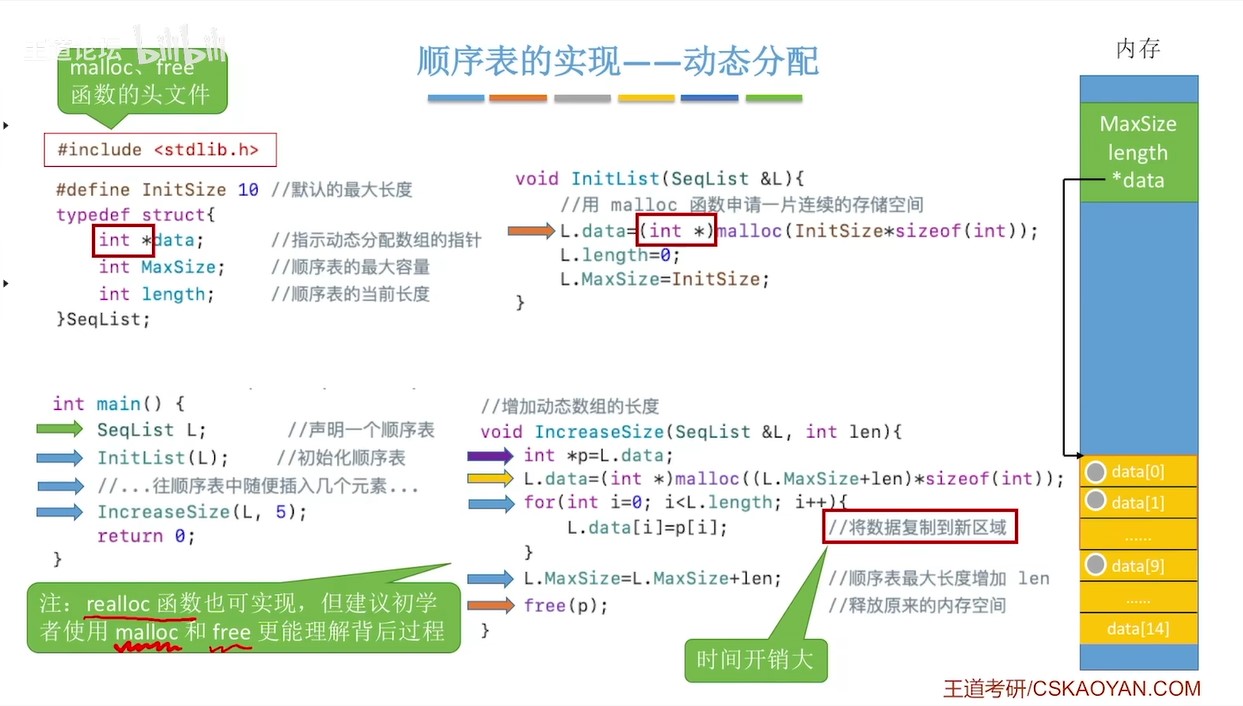 王道论坛 bilibili
malloc、free
函数的头文件
顺序表的实现——动态分配
内存
#include <stdlib.h>
#define InitSize 10 //默认的最大长度
typedef struct{
int *data; //指示动态分配数组的指针
int MaxSize; //顺序表的最大容量
int length; //顺序表的当前长度
}SeqList;
void InitList(SeqList &L){
//用 malloc 函数申请一片连续的存储空间
L.data=(int *)malloc(InitSize*sizeof(int));
L.length=0;
L.MaxSize=InitSize;
}
MaxSize
length
*data
int main() {
SeqList L; //声明一个顺序表
InitList(L); //初始化顺序表
//...往顺序表中随便插入几个元素...
IncreaseSize(L, 5);
return 0;
}
//增加动态数组的长度
void IncreaseSize(SeqList &L, int len){
int *p=L.data;
L.data=(int *)malloc((L.MaxSize+len)*sizeof(int));
for(int i=0; i<L.length; i++){
L.data[i]=p[i]; //将数据复制到新区域
}
L.MaxSize=L.MaxSize+len; //顺序表最大长度增加 len
free(p); //释放原来的内存空间
}
data[0]
data[1]
......
data[9]
......
data[14]
注：realloc 函数也可实现，但建议初学
者使用 malloc 和 free 更能理解背后过程
时间开销大
王道考研/CSKAOYAN.COM